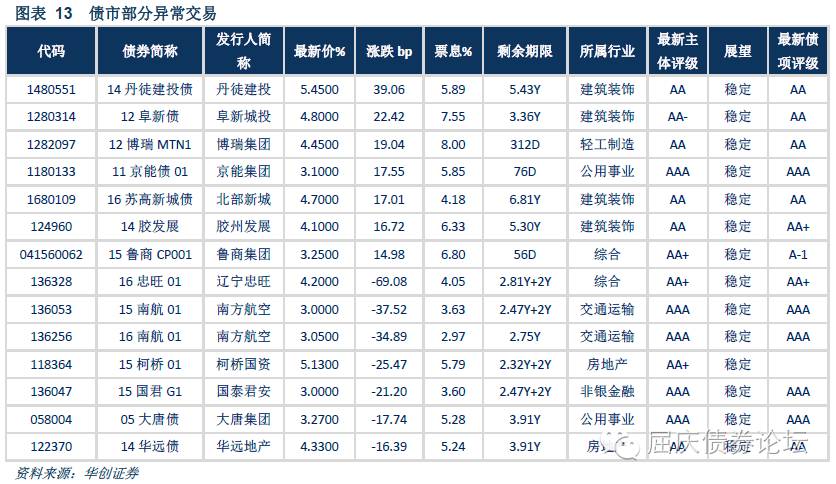 图表 13 债市部分异常交易
代码 债券简称 发行人简称 最新价% 涨跌 bp 票息% 剩余期限 所属行业 最新主体评级 展望 最新债项评级
1480551 14 丹徒建投债 丹徒建投 5.4500 39.06 5.89 5.43Y 建筑装饰 AA 稳定 AA
1280314 12 阜新债 阜新城投 4.8000 22.42 7.55 3.36Y 建筑装饰 AA- 稳定 AA
1282097 12 博瑞 MTN1 博瑞集团 4.4500 19.04 8.00 312D 轻工制造 AA 稳定 AA
1180133 11 京能债 01 京能集团 3.1000 17.55 5.85 76D 公用事业 AAA 稳定 AAA
1680109 16 苏高新城债 北部新城 4.7000 17.01 4.18 6.81Y 建筑装饰 AA 稳定 AA
124960 14 胶发展 胶州发展 4.1000 16.72 6.33 5.30Y 建筑装饰 AA 稳定 AA+
041560062 15 鲁商 CP001 鲁商集团 3.2500 14.98 6.80 56D 综合 AA+ 稳定 A-1
136328 16 忠旺 01 辽宁忠旺 4.2000 -69.08 4.05 2.81Y+2Y 综合 AA+ 稳定 AA+
136053 15 南航 01 南方航空 3.0000 -37.52 3.63 2.47Y+2Y 交通运输 AAA 稳定 AAA
136256 16 南航 01 南方航空 3.0500 -34.89 2.97 2.75Y 交通运输 AAA 稳定 AAA
118364 15 柯桥 01 柯桥国资 5.1300 -25.47 5.79 2.32Y+2Y 房地产 AA+ 稳定
136047 15 国君 G1 国泰君安 3.0000 -21.20 3.60 2.47Y+2Y 非银金融 AAA 稳定 AAA
058004 05 大唐债 大唐集团 3.2700 -17.74 5.28 3.91Y 公用事业 AAA 稳定 AAA
122370 14 华远债 华远地产 4.3300 -16.39 5.24 3.91Y 房地产 AA 稳定 AA
屈庆债券论坛
资料来源：华创证券